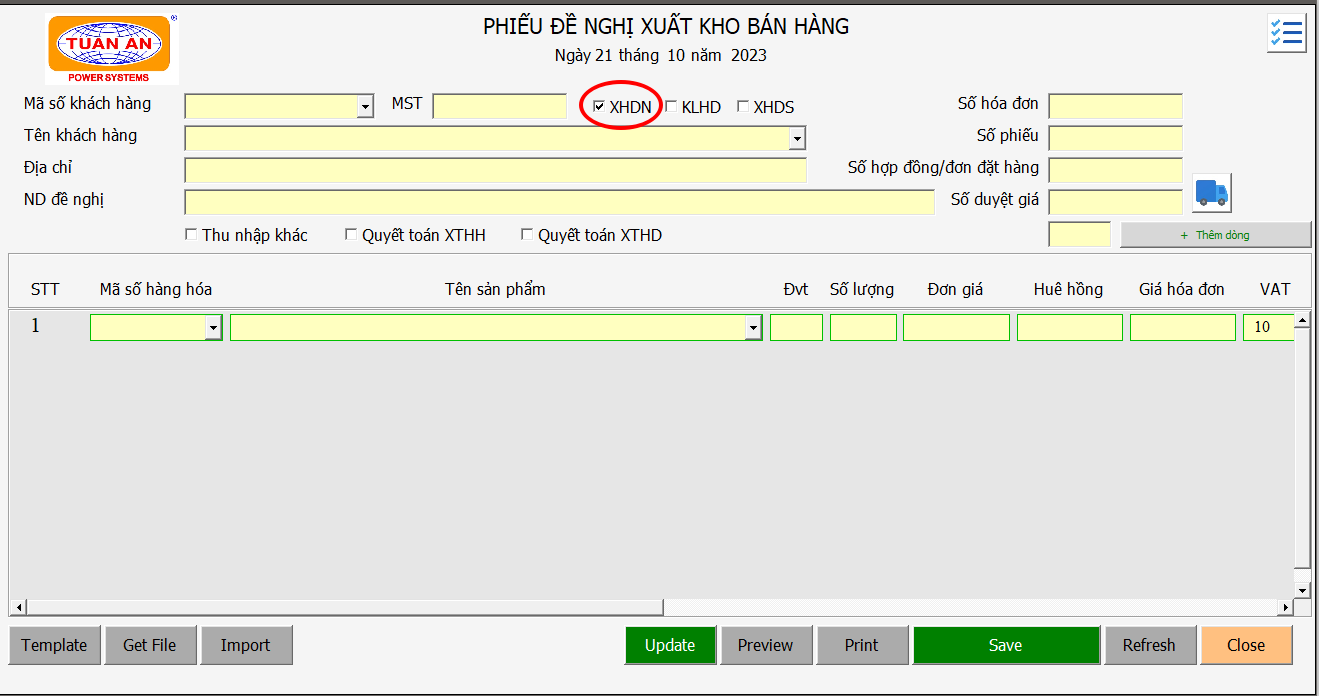 PHIẾU ĐỀ NGHỊ XUẤT KHO BÁN HÀNG
Ngày 21 tháng 10 năm 2023
®
TUẤN ÂN
POWER SYSTEMS
Mã số khách hàng MST XHDN KLHD XHDS Số hóa đơn
Tên khách hàng Số phiếu
Địa chỉ Số hợp đồng/đơn đặt hàng
ND đề nghị Số duyệt giá
Thu nhập khác Quyết toán XTHH Quyết toán XTHD + Thêm dòng
STT Mã số hàng hóa Tên sản phẩm Đvt Số lượng Đơn giá Huê hồng Giá hóa đơn VAT
1 10
Template Get File Import Update Preview Print Save Refresh Close